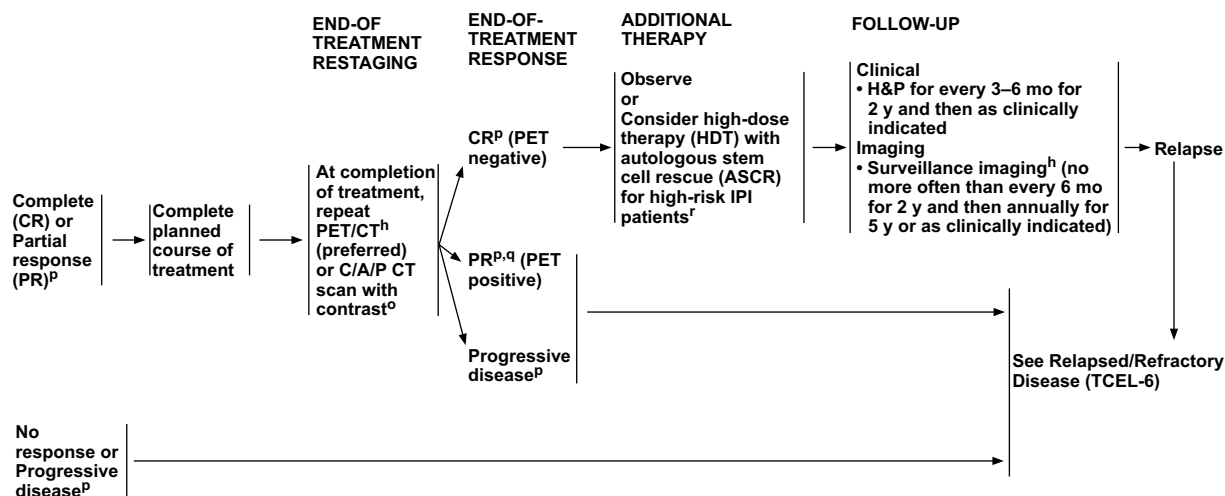 END-OF
TREATMENT
RESTAGING
END-OF-
TREATMENT
RESPONSE
ADDITIONAL
THERAPY
FOLLOW-UP
Complete
(CR) or
Partial
response
(PR)p
Complete
planned
course of
treatment
At completion
of treatment,
repeat
PET/CTh
(preferred)
or C/A/P CT
scan with
contrasto
CRp (PET
negative)
PRp,q (PET
positive)
Progressive
diseasep
Observe
or
Consider high-dose
therapy (HDT) with
autologous stem
cell rescue (ASCR)
for high-risk IPI
patientsr
Clinical
• H&P for every 3–6 mo for
2 y and then as clinically
indicated
Imaging
• Surveillance imagingh (no
more often than every 6 mo
for 2 y and then annually for
5 y or as clinically indicated)
Relapse
See Relapsed/Refractory
Disease (TCEL-6)
No
response or
Progressive
diseasep